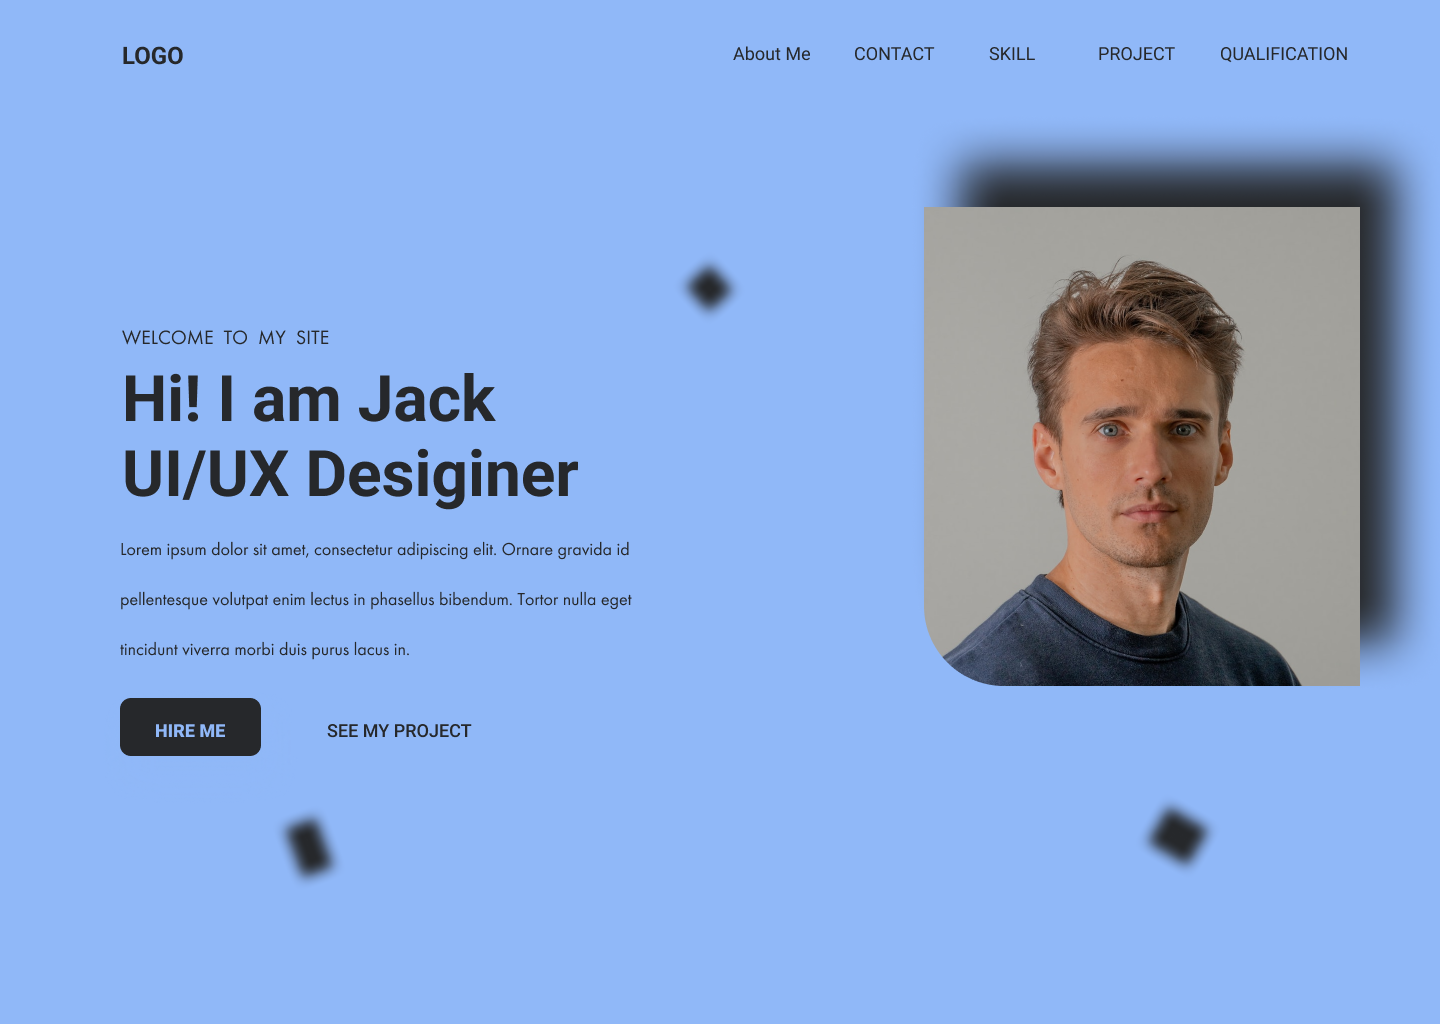 LOGO
About Me CONTACT SKILL PROJECT QUALIFICATION
WELCOME TO MY SITE
Hi! I am Jack
UI/UX Desiginer
Lorem ipsum dolor sit amet, consectetur adipiscing elit. Ornare gravida id
pellentesque volutpat enim lectus in phasellus bibendum. Tortor nulla eget
tincidunt viverra morbi duis purus lacus in.
HIRE ME
SEE MY PROJECT